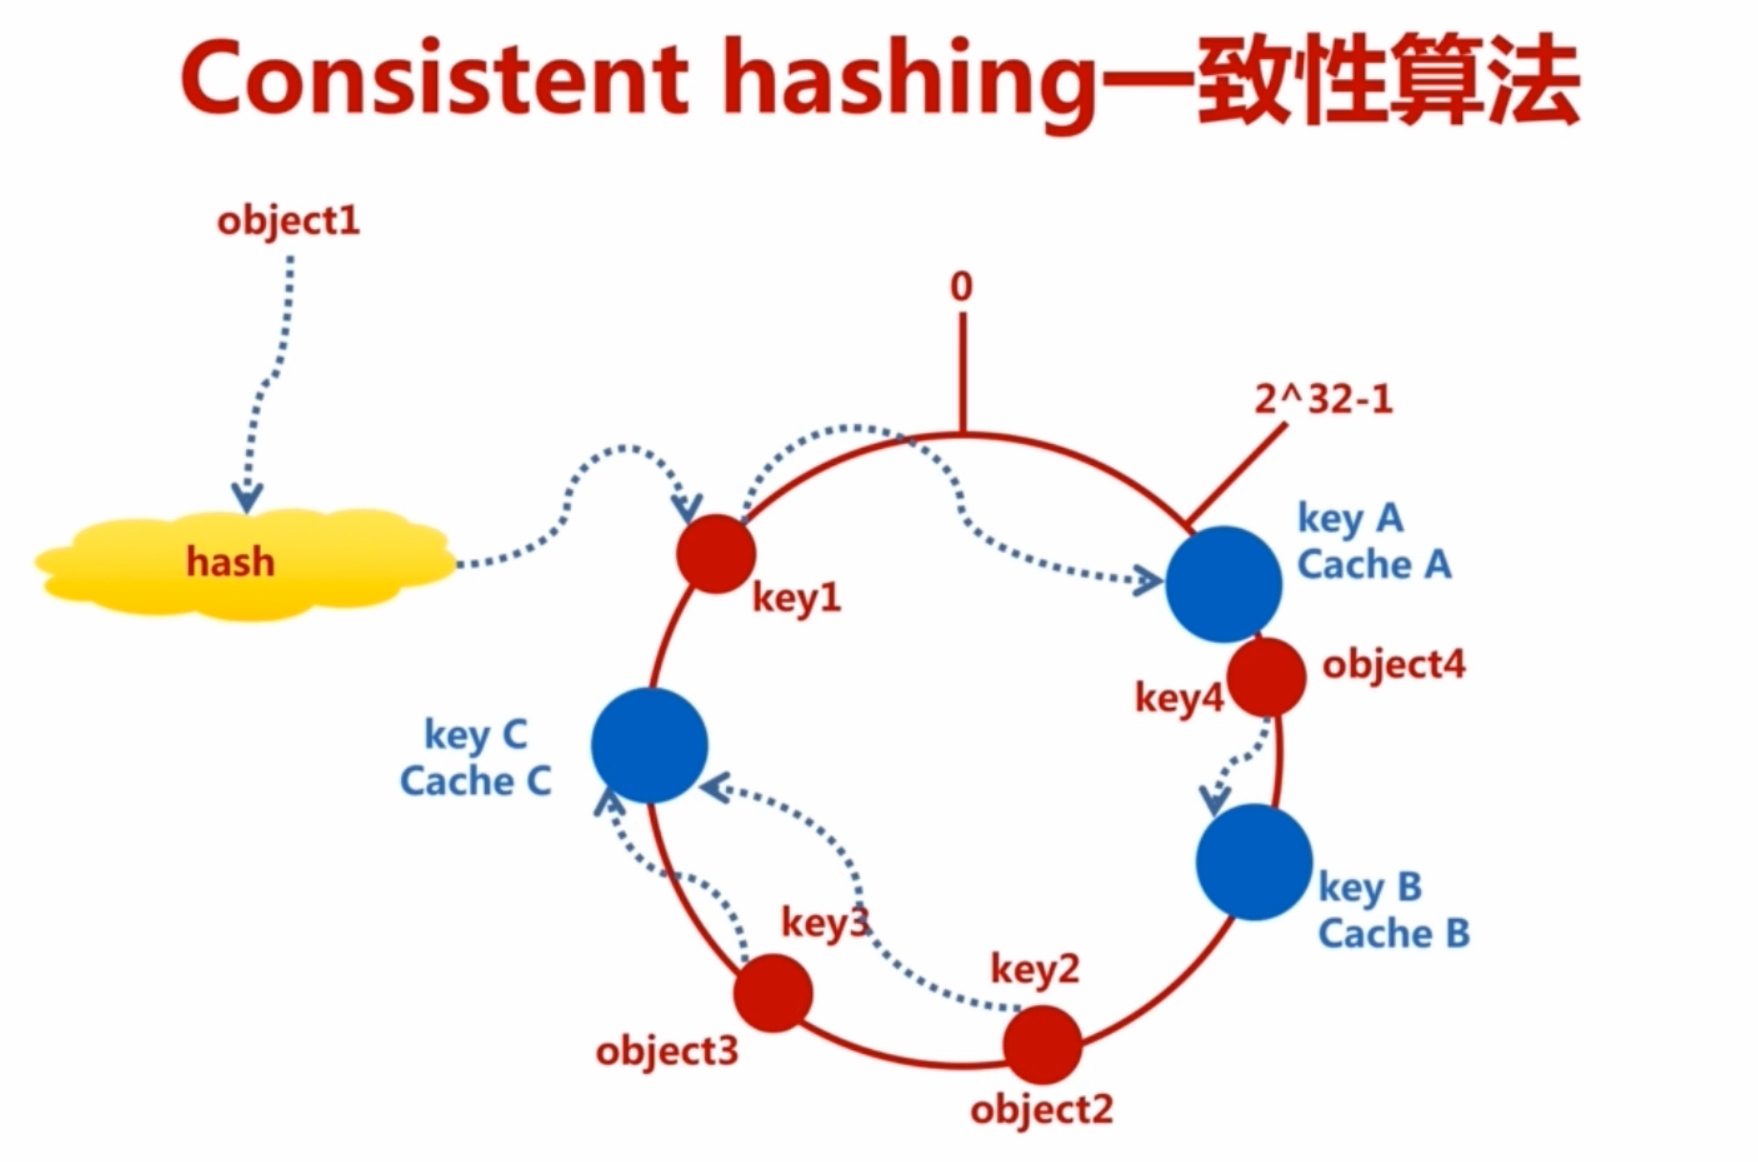 Consistent hashing一致性算法
object1
0
2^32-1
hash
key1
key A
Cache A
object4
key4
key C
Cache C
key B
Cache B
key3
key2
object3
object2